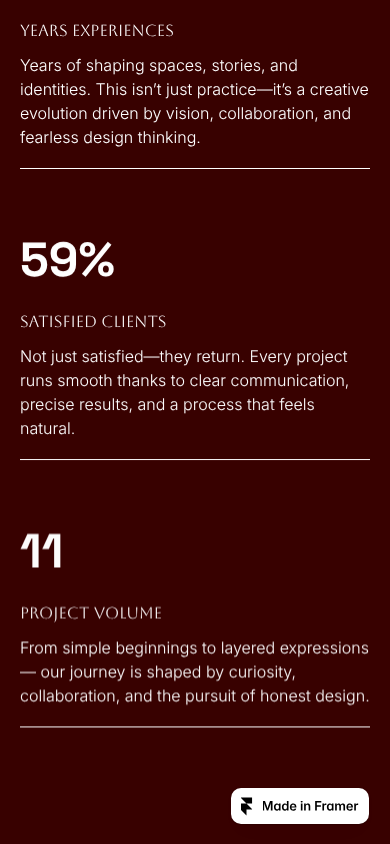 YEARS EXPERIENCES
Years of shaping spaces, stories, and
identities. This isn’t just practice—it’s a creative
evolution driven by vision, collaboration, and
fearless design thinking.
59%
SATISFIED CLIENTS
Not just satisfied—they return. Every project
runs smooth thanks to clear communication,
precise results, and a process that feels
natural.
11
PROJECT VOLUME
From simple beginnings to layered expressions
— our journey is shaped by curiosity,
collaboration, and the pursuit of honest design.
Made in Framer